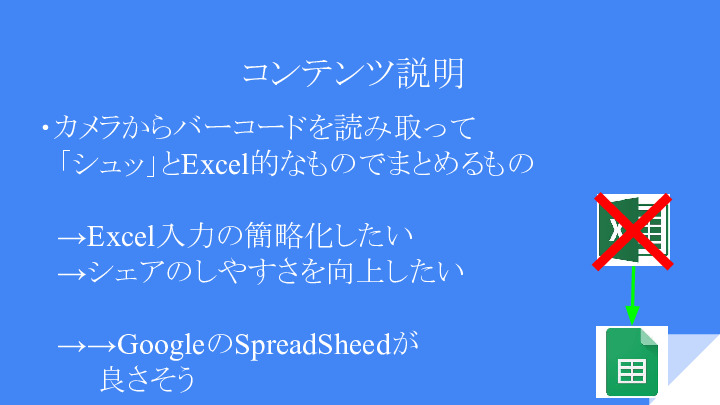 コンテンツ説明
・カメラからバーコードを読み取って
「シュッ」とExcel的なものでまとめるもの
→Excel入力の簡略化したい
→シェアのしやすさを向上したい
→→GoogleのSpreadSheedが
良さそう